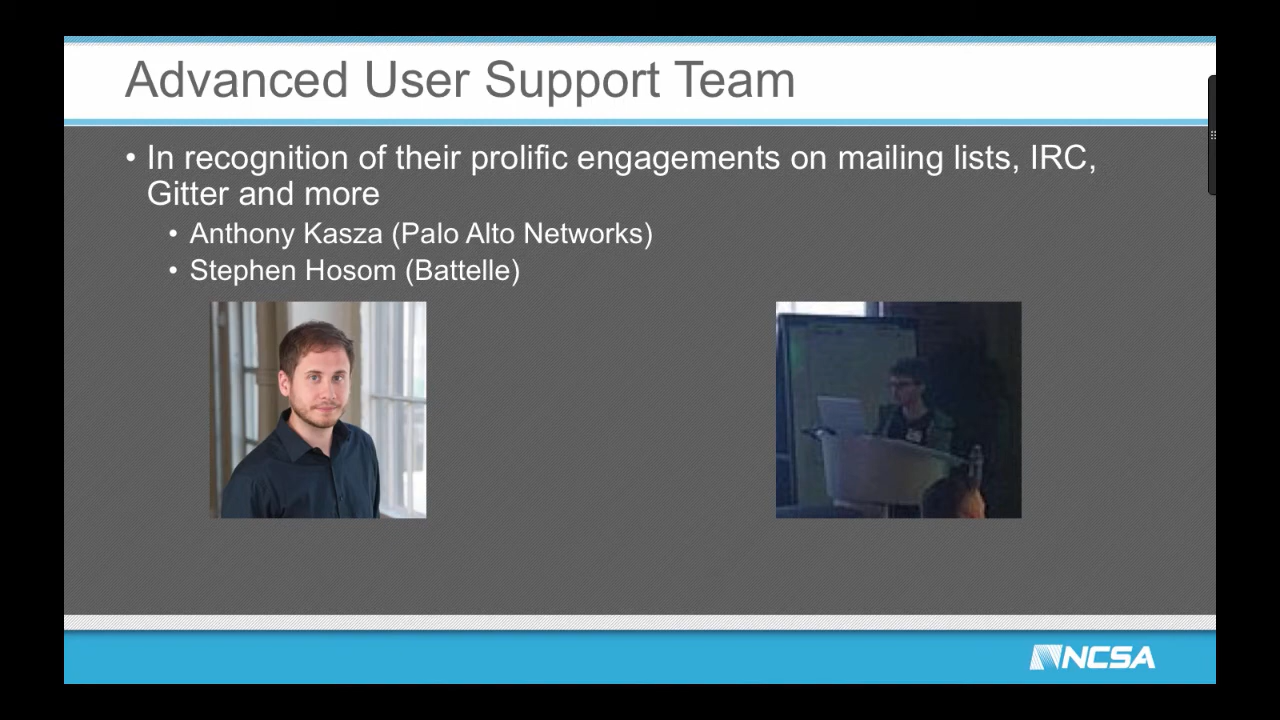 Advanced User Support Team
• In recognition of their prolific engagements on mailing lists, IRC,
Gitter and more
• Anthony Kasza (Palo Alto Networks)
• Stephen Hosom (Battelle)
NCSA